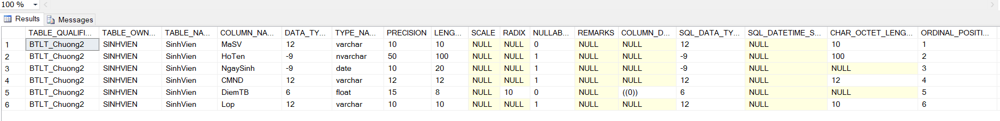 100 %
Results Messages
TABLE_QUALIFI... TABLE_OWN... TABLE_NA... COLUMN_NA... DATA_TY... TYPE_NA... PRECISION LENG... SCALE RADIX NULLAB... REMARKS COLUMN_D... SQL_DATA_TY... SQL_DATETIME_S... CHAR_OCTET_LENG... ORDINAL_POSITI...
1 BTLT_Chuong2 SINHVIEN SinhVien MaSV 12 varchar 10 10 NULL NULL 0 NULL NULL 12 NULL 10 1
2 BTLT_Chuong2 SINHVIEN SinhVien HoTen -9 nvarchar 50 100 NULL NULL 1 NULL NULL -9 NULL 100 2
3 BTLT_Chuong2 SINHVIEN SinhVien NgaySinh -9 date 10 20 NULL NULL 1 NULL NULL -9 NULL NULL 3
4 BTLT_Chuong2 SINHVIEN SinhVien CMND 12 varchar 12 12 NULL NULL 1 NULL NULL 12 NULL 12 4
5 BTLT_Chuong2 SINHVIEN SinhVien DiemTB 6 float 15 8 NULL 10 0 NULL ((0)) 6 NULL NULL 5
6 BTLT_Chuong2 SINHVIEN SinhVien Lop 12 varchar 10 10 NULL NULL 1 NULL NULL 12 NULL 10 6